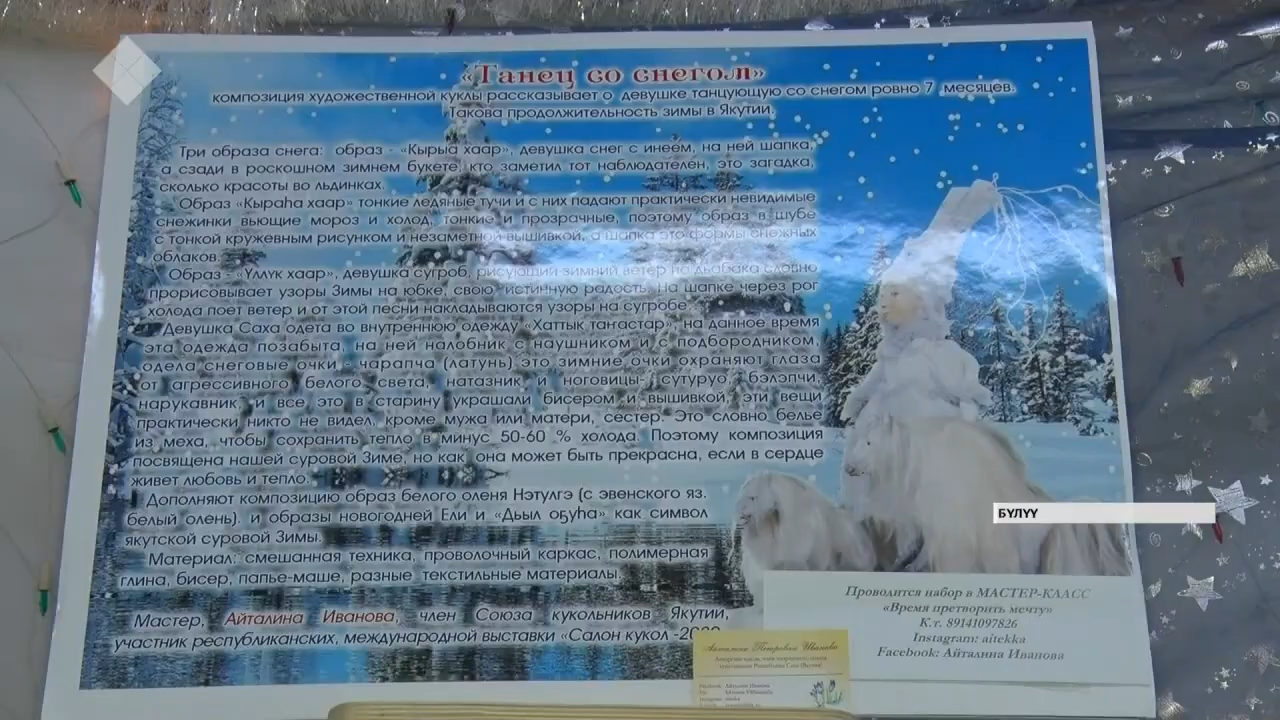 «Танец со снегом»
композиция художественной куклы рассказывает о девушке танцующую со снегом ровно 7 месяцев.
Такова продолжительность зимы в Якутии.
Три образа снега: образ - «Кырыа хаар», девушка снег с инеем, на ней шапка,
а сзади в роскошном зимнем букете, кто заметил тот наблюдателен, это загадка,
сколько красоты во льдинках.
Образ «Кыраhа хаар» тонкие ледяные тучи и с них падают практически невидимые
снежинки вьющие мороз и холод, тонкие и прозрачные, поэтому образ в шубе
с тонкой кружевным рисунком и незаметной вышивкой, а шапка это формы снежных
облаков.
Образ - «Уллук хаар», девушка сугроб, рисующий зимний ветер на дьабака словно
прорисовывает узоры Зимы на юбке, свою истинную радость. На шапке через рог
холода поет ветер и от этой песни накладываются узоры на сугробе.
Девушка Саха одета во внутреннюю одежду «Хаттык таҥастар», на данное время
эта одежда позабыта, на ней налобник с наушником и с подбородником,
одела снеговые очки - чарапча (латунь) это зимние очки охраняют глаза
от агрессивного белого света, натазник и ноговицы- сутуруо, бэлэпчи,
нарукавник, и все это в старину украшали бисером и вышивкой, эти вещи
практически никто не видел, кроме мужа или матери, сестер. Это словно белье
из меха, чтобы сохранить тепло в минус 50-60 % холода. Поэтому композиция
посвящена нашей суровой Зиме, но как она может быть прекрасна, если в сердце
живет любовь и тепло.
Дополняют композицию образ белого оленя Нэтулгэ (с эвенского яз.
белый олень). и образы новогодней Ели и «Дьыл оҕуhа» как символ
якутской суровой Зимы.
Материал: смешанная техника, проволочный каркас, полимерная
глина, бисер, папье-маше, разные текстильные материалы
Мастер, Айталина Иванова, член Союза кукольников Якутии,
участник республиканских, международной выставки «Салон кукол -20
БҮЛҮҮ
Проводится набор в МАСТЕР-КЛАСС
«Время претворить мечту»
К.т. 89141097826
Instagram: aitekka
Facebook: Айталина Иванова
Айталина Петровна Иванова